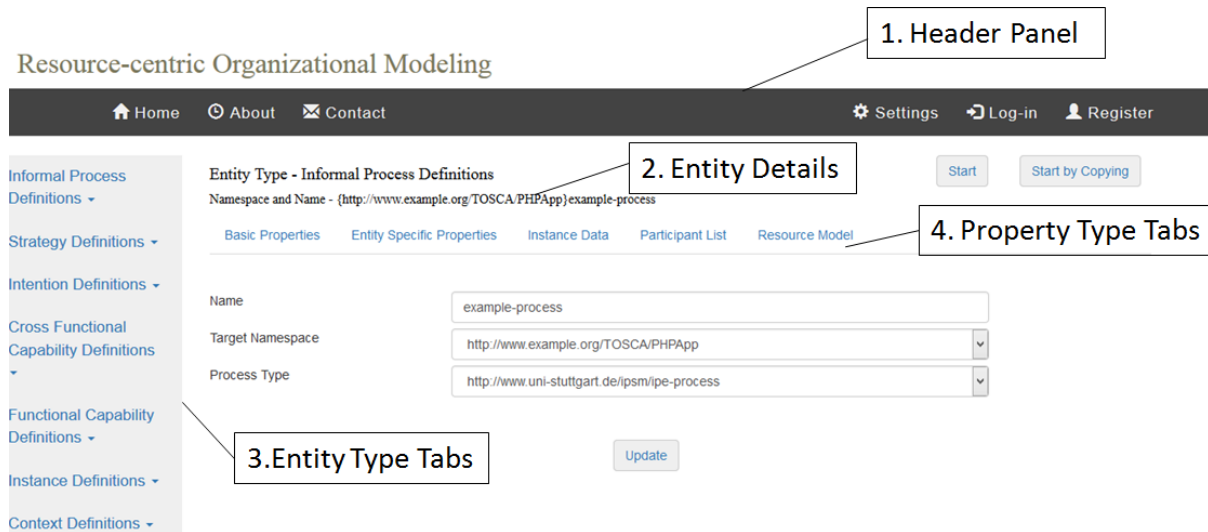 1. Header Panel
Resource-centric Organizational Modeling
Home About Contact Settings Log-in Register
Informal Process
Definitions
Strategy Definitions
Intention Definitions
Cross Functional
Capability Definitions
Functional Capability
Definitions
Instance Definitions
Context Definitions
Entity Type - Informal Process Definitions
Namespace and Name - {http://www.example.org/TOSCA/PHPApp}example-process
2. Entity Details
Start Start by Copying
Basic Properties Entity Specific Properties Instance Data Participant List Resource Model
4. Property Type Tabs
Name example-process
Target Namespace http://www.example.org/TOSCA/PHPApp
Process Type http://www.uni-stuttgart.de/ipsm/ipe-process
3.Entity Type Tabs
Update